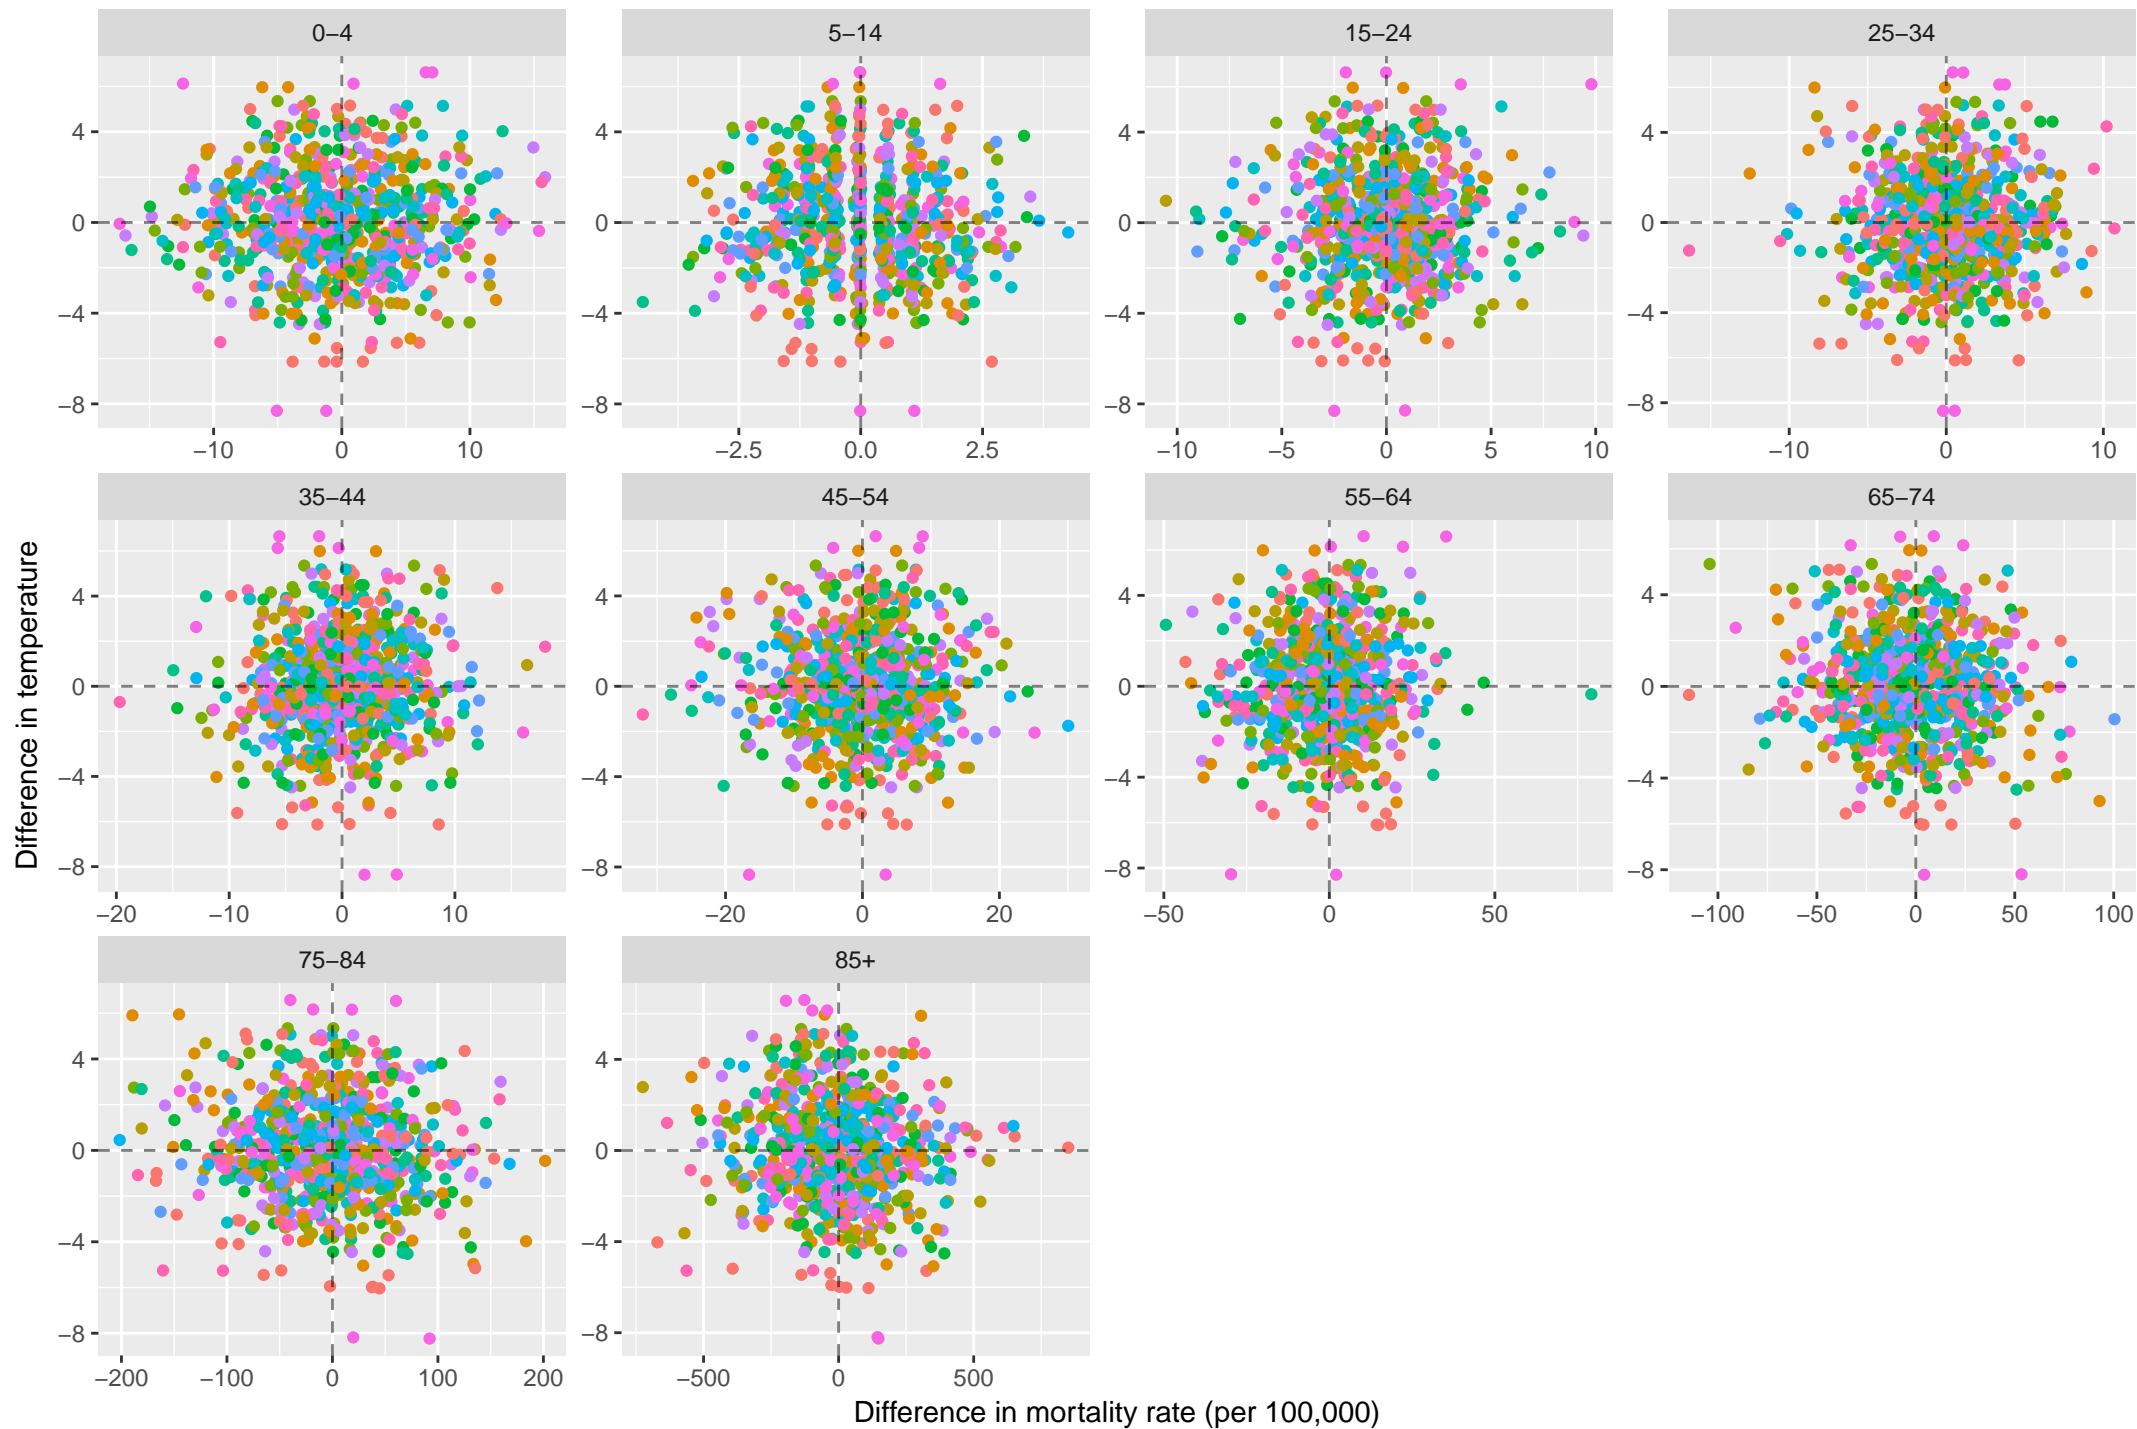 0−4 5−14 15−24 25−34
4 4 4 4
0 0 0 0
−4 −4 −4 −4
−8 −8 −8 −8
−10 0 10 −2.5 0.0 2.5 −10 −5 0 5 10 −10 0 10
35−44 45−54 55−64 65−74
4 4 4 4
0 0 0 0
−4 −4 −4 −4
−8 −8 −8 −8
−20 −10 0 10 −20 0 20 −50 0 50 −100 −50 0 50 100
75−84 85+
4 4
0 0
−4 −4
−8 −8
−200 −100 0 100 200 −500 0 500
Difference in temperature
Difference in mortality rate (per 100,000)